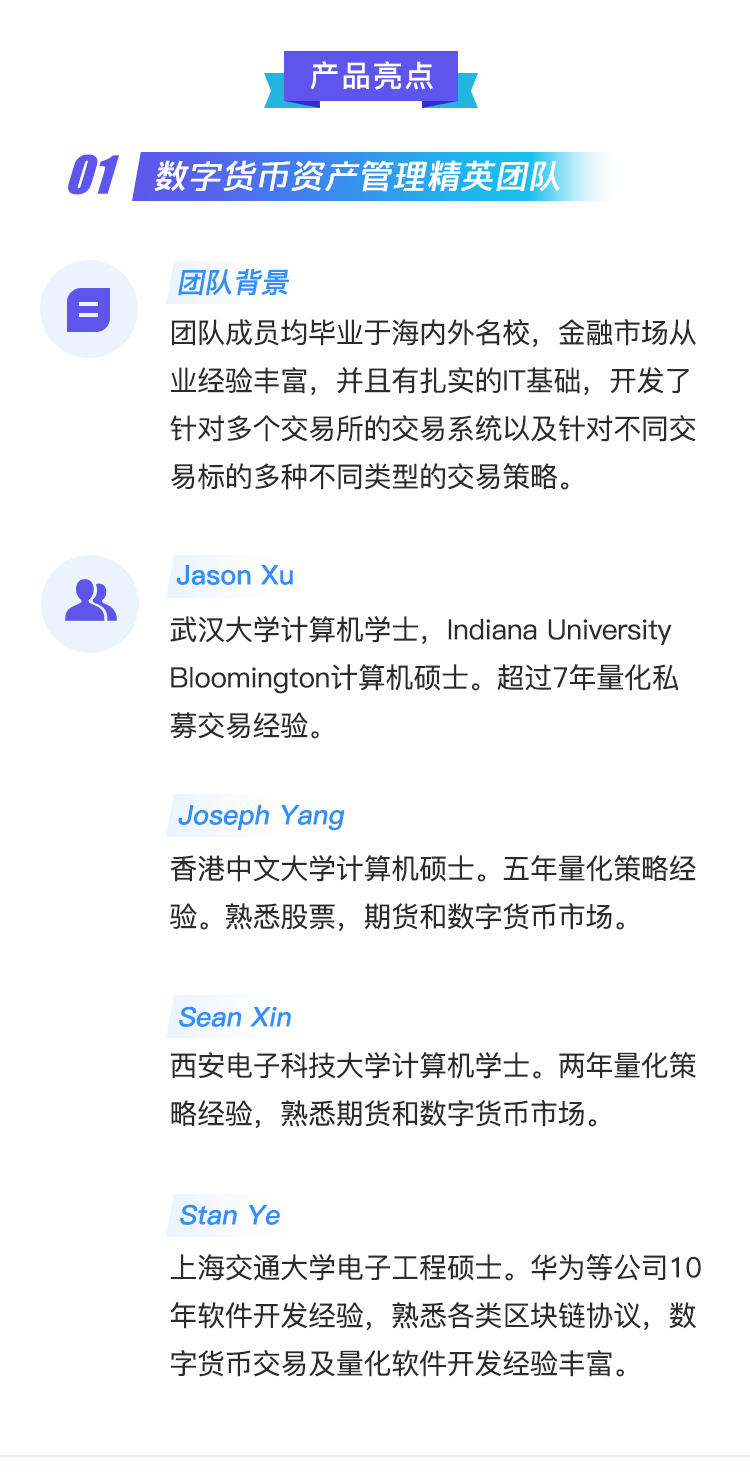 产品亮点
01 数字货币资产管理精英团队
团队背景
团队成员均毕业于海内外名校，金融市场从
业经验丰富，并且有扎实的IT基础，开发了
针对多个交易所的交易系统以及针对不同交
易标的多种不同类型的交易策略。
Jason Xu
武汉大学计算机学士，Indiana University
Bloomington计算机硕士。超过7年量化私
募交易经验。
Joseph Yang
香港中文大学计算机硕士。五年量化策略经
验。熟悉股票，期货和数字货币市场。
Sean Xin
西安电子科技大学计算机学士。两年量化策
略经验，熟悉期货和数字货币市场。
Stan Ye
上海交通大学电子工程硕士。华为等公司10
年软件开发经验，熟悉各类区块链协议，数
字货币交易及量化软件开发经验丰富。